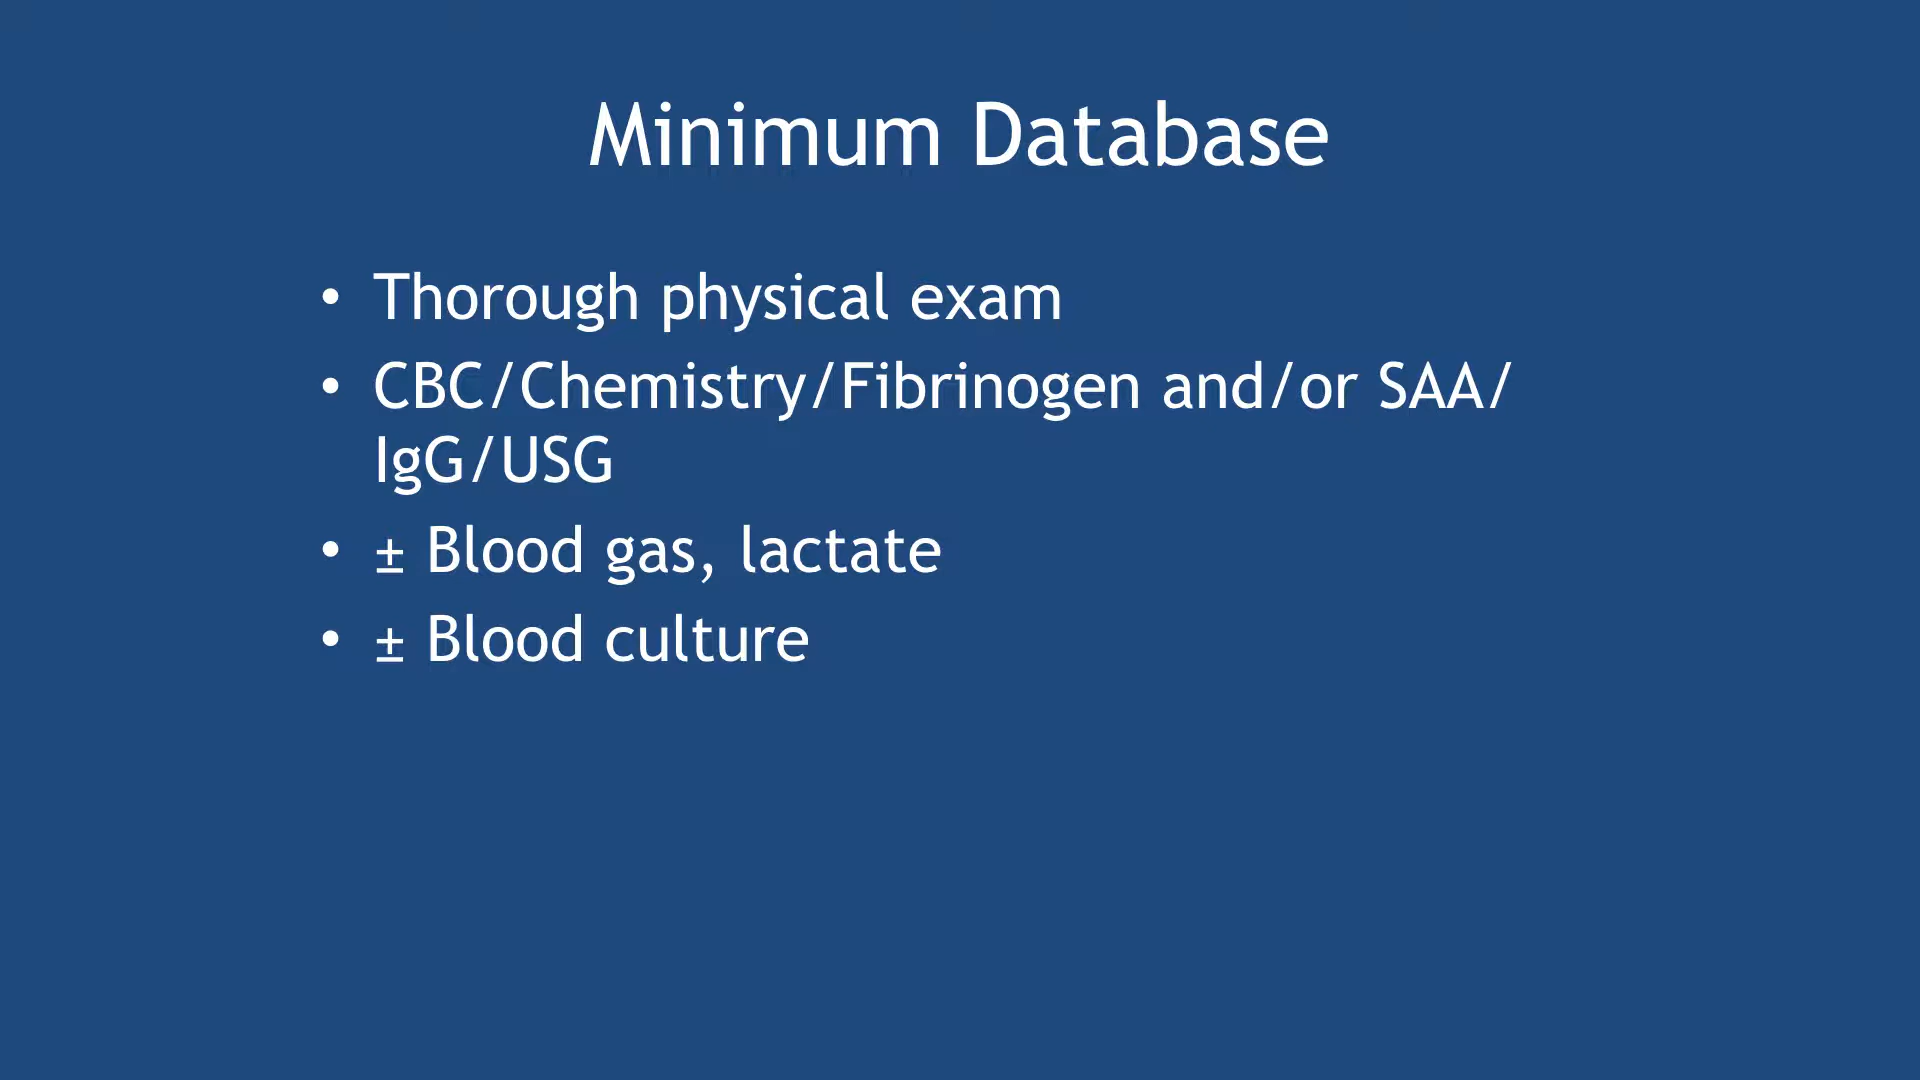 Minimum Database
• Thorough physical exam
• CBC/Chemistry/Fibrinogen and/or SAA/
IgG/USG
• ± Blood gas, lactate
• ± Blood culture